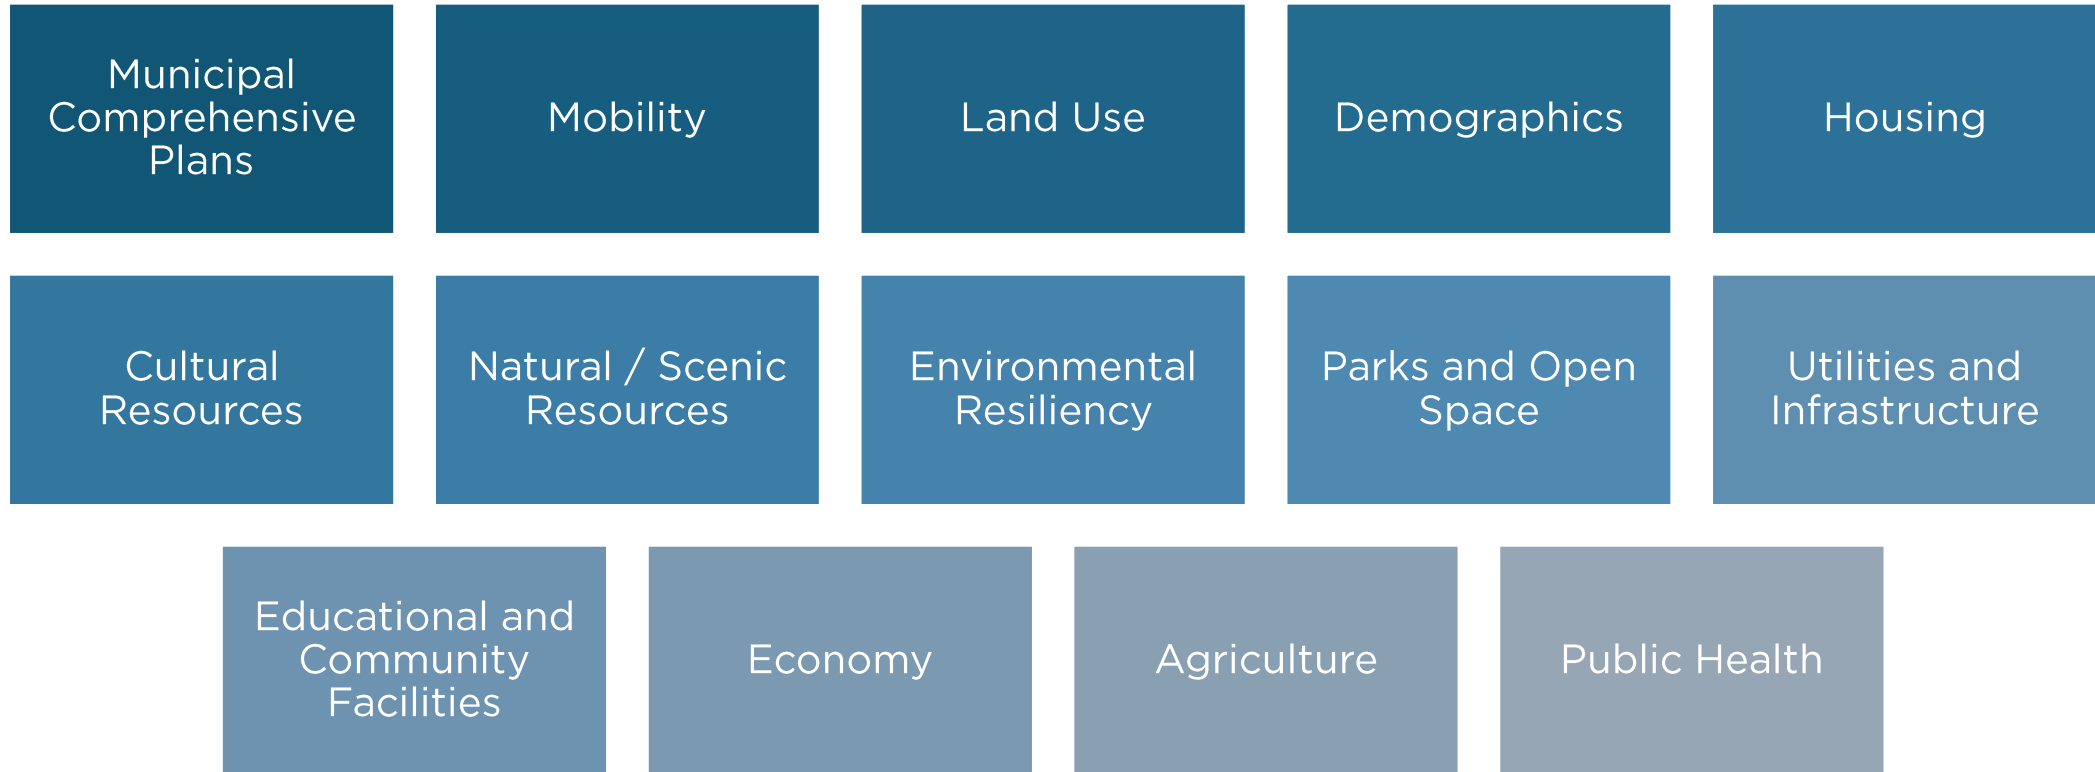 Municipal
Comprehensive
Plans
Mobility
Land Use
Demographics
Housing
Cultural
Resources
Natural / Scenic
Resources
Environmental
Resiliency
Parks and Open
Space
Utilities and
Infrastructure
Educational and
Community
Facilities
Economy
Agriculture
Public Health